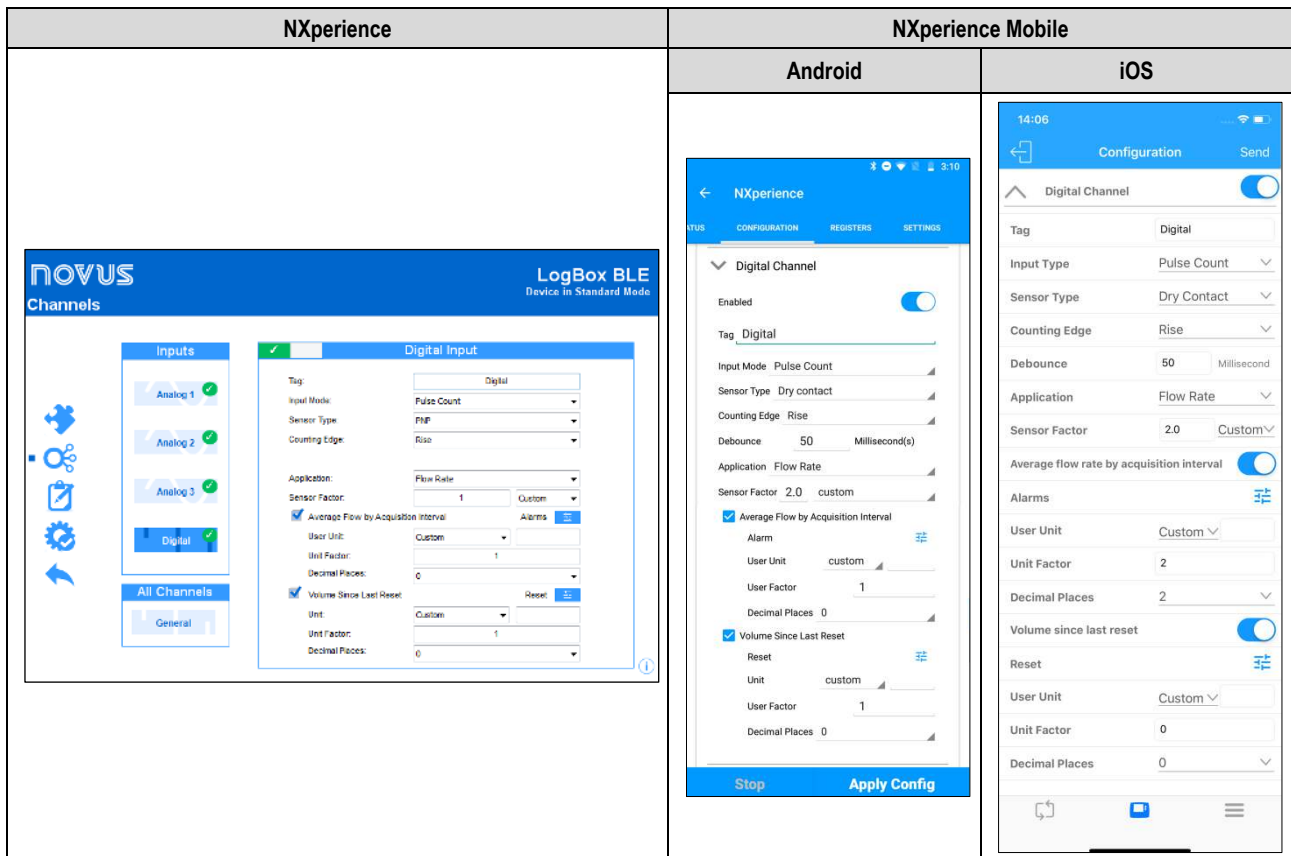 NXperience
NXperience Mobile
Android
iOS
NOVUS
Channels
LogBox BLE
Device in Standard Mode
Inputs
Analog 1
Analog 2
Analog 3
Digital
All Channels
General
Digital Input
Tag: Digital
Input Mode: Pulse Count
Sensor Type: PNP
Counting Edge: Rise
Application: Flow Rate
Sensor Factor: 1 Custom
Average Flow by Acquisition Interval Alarms
User Unit: Custom
Unit Factor: 1
Decimal Places: 0
Volume Since Last Reset Reset
Unit: Custom
Unit Factor: 1
Decimal Places: 0
3:10
NXperience
ATUS CONFIGURATION REGISTERS SETTINGS
Digital Channel
Enabled
Tag Digital
Input Mode Pulse Count
Sensor Type Dry contact
Counting Edge Rise
Debounce 50 Millisecond(s)
Application Flow Rate
Sensor Factor 2.0 custom
Average Flow by Acquisition Interval
Alarm
User Unit custom
User Factor 1
Decimal Places 0
Volume Since Last Reset
Reset
Unit custom
User Factor 1
Decimal Places 0
Stop Apply Config
14:06
Configuration Send
Digital Channel
Tag Digital
Input Type Pulse Count
Sensor Type Dry Contact
Counting Edge Rise
Debounce 50 Millisecond
Application Flow Rate
Sensor Factor 2.0 Custom
Average flow rate by acquisition interval
Alarms
User Unit Custom
Unit Factor 2
Decimal Places 2
Volume since last reset
Reset
User Unit Custom
Unit Factor 0
Decimal Places 0